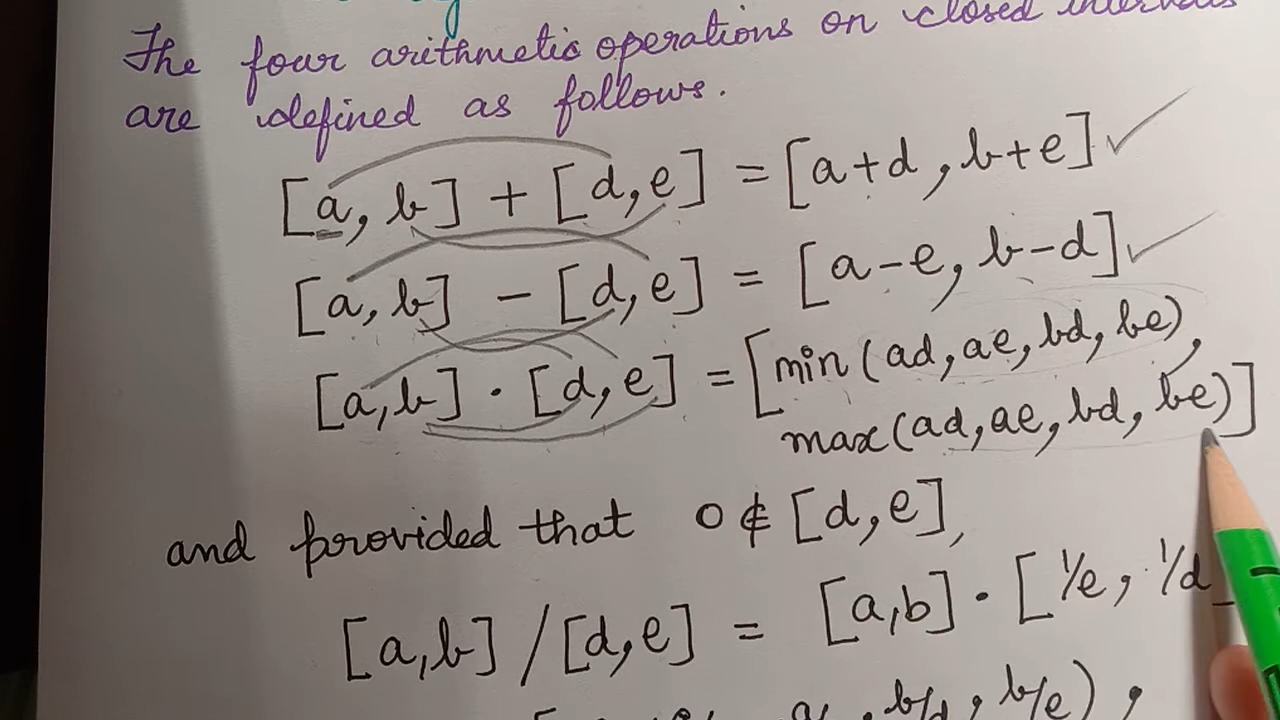 The four arithmetic operations on closed intervals
are defined as follows.
[a, b] + [d, e] = [a+d, b+e] ✓
[a, b] − [d, e] = [a−e, b−d] ✓
[a, b] · [d, e] = [min(ad, ae, bd, be),
max(ad, ae, bd, be)]
and provided that 0 ∉ [d, e],
[a, b] / [d, e] = [a, b] · [1/e, 1/d
b/d, b/e),